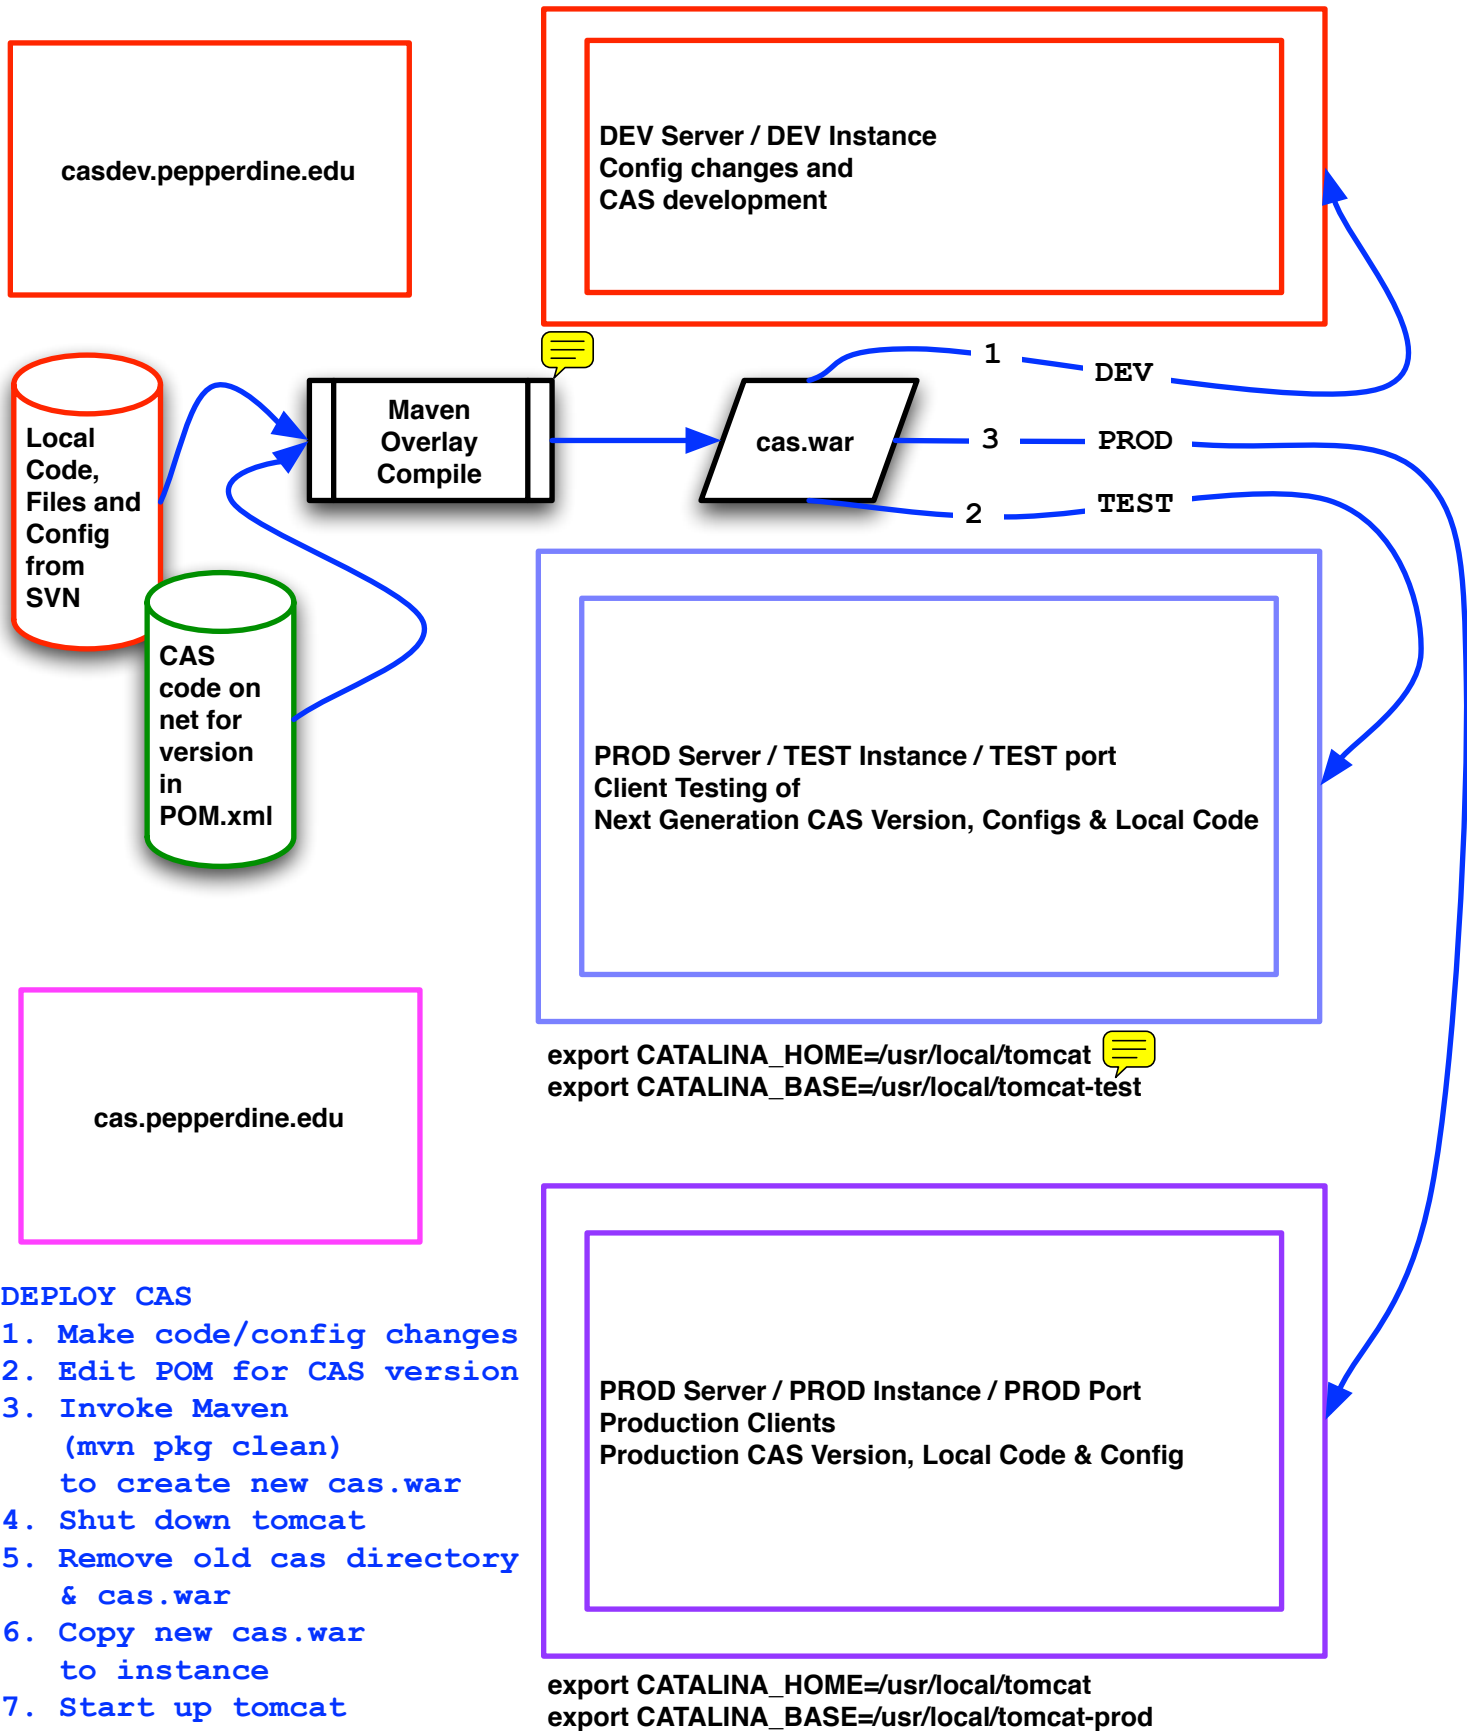 casdev.pepperdine.edu
DEV Server / DEV Instance
Config changes and
CAS development
Local
Code,
Files and
Config
from
SVN
CAS
code on
net for
version
in
POM.xml
Maven
Overlay
Compile
cas.war
1 DEV
3 PROD
2 TEST
PROD Server / TEST Instance / TEST port
Client Testing of
Next Generation CAS Version, Configs & Local Code
export CATALINA_HOME=/usr/local/tomcat
export CATALINA_BASE=/usr/local/tomcat-test
cas.pepperdine.edu
DEPLOY CAS
1. Make code/config changes
2. Edit POM for CAS version
3. Invoke Maven
(mvn pkg clean)
to create new cas.war
4. Shut down tomcat
5. Remove old cas directory
& cas.war
6. Copy new cas.war
to instance
7. Start up tomcat
PROD Server / PROD Instance / PROD Port
Production Clients
Production CAS Version, Local Code & Config
export CATALINA_HOME=/usr/local/tomcat
export CATALINA_BASE=/usr/local/tomcat-prod